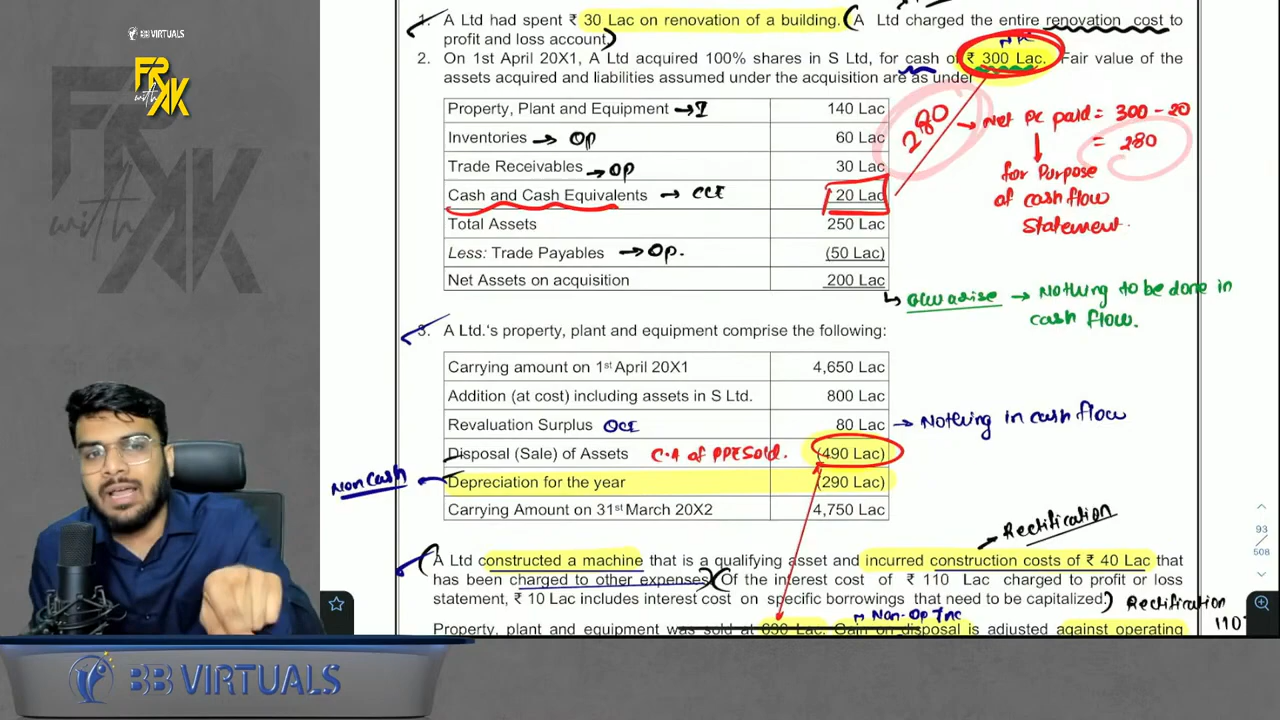 BB VIRTUALS
FR
with
AK
1. A Ltd had spent ₹ 30 Lac on renovation of a building. (A Ltd charged the entire renovation cost to
profit and loss account)
2. On 1st April 20X1, A Ltd acquired 100% shares in S Ltd, for cash of ₹ 300 Lac. Fair value of the
assets acquired and liabilities assumed under the acquisition are as under
Property, Plant and Equipment → I 140 Lac
Inventories → OP 60 Lac
Trade Receivables → OP 30 Lac
Cash and Cash Equivalents → CCE 20 Lac
Total Assets 250 Lac
Less: Trade Payables → Op. (50 Lac)
Net Assets on acquisition 200 Lac
280
→ Net PC paid = 300 - 20
= 280
for Purpose
of cash flow
Statement.
→ Nothing to be done in
cash flow.
3. A Ltd.'s property, plant and equipment comprise the following:
Carrying amount on 1st April 20X1 4,650 Lac
Addition (at cost) including assets in S Ltd. 800 Lac
Revaluation Surplus OCI 80 Lac → Nothing in cash flow
Disposal (Sale) of Assets C.A of PPE Sold. (490 Lac)
Non Cash
Depreciation for the year (290 Lac)
Carrying Amount on 31st March 20X2 4,750 Lac
Rectification
(A Ltd constructed a machine that is a qualifying asset and incurred construction costs of ₹ 40 Lac that
has been charged to other expenses)(Of the interest cost of ₹ 110 Lac charged to profit or loss
statement, ₹ 10 Lac includes interest cost on specific borrowings that need to be capitalized.) Rectification
Non-Op Inc
110
Property, plant and equipment was sold at 690 Lac. Gain on disposal is adjusted against operating
93
508
BB VIRTUALS